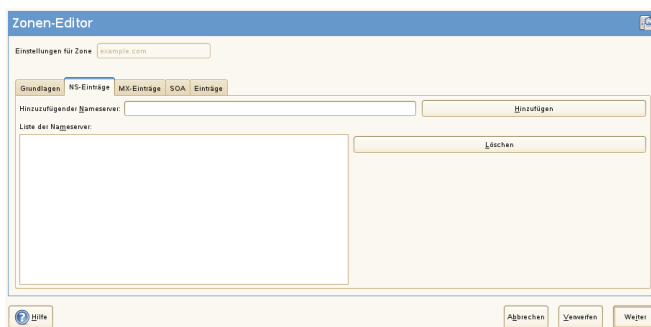 Zonen-Editor
Einstellungen für Zone example.com
Grundlagen NS-Einträge MX-Einträge SOA Einträge
Hinzuzufügender Nameserver: Hinzufügen
Liste der Nameserver:
Löschen
Hilfe Abbrechen Verwerfen Weiter